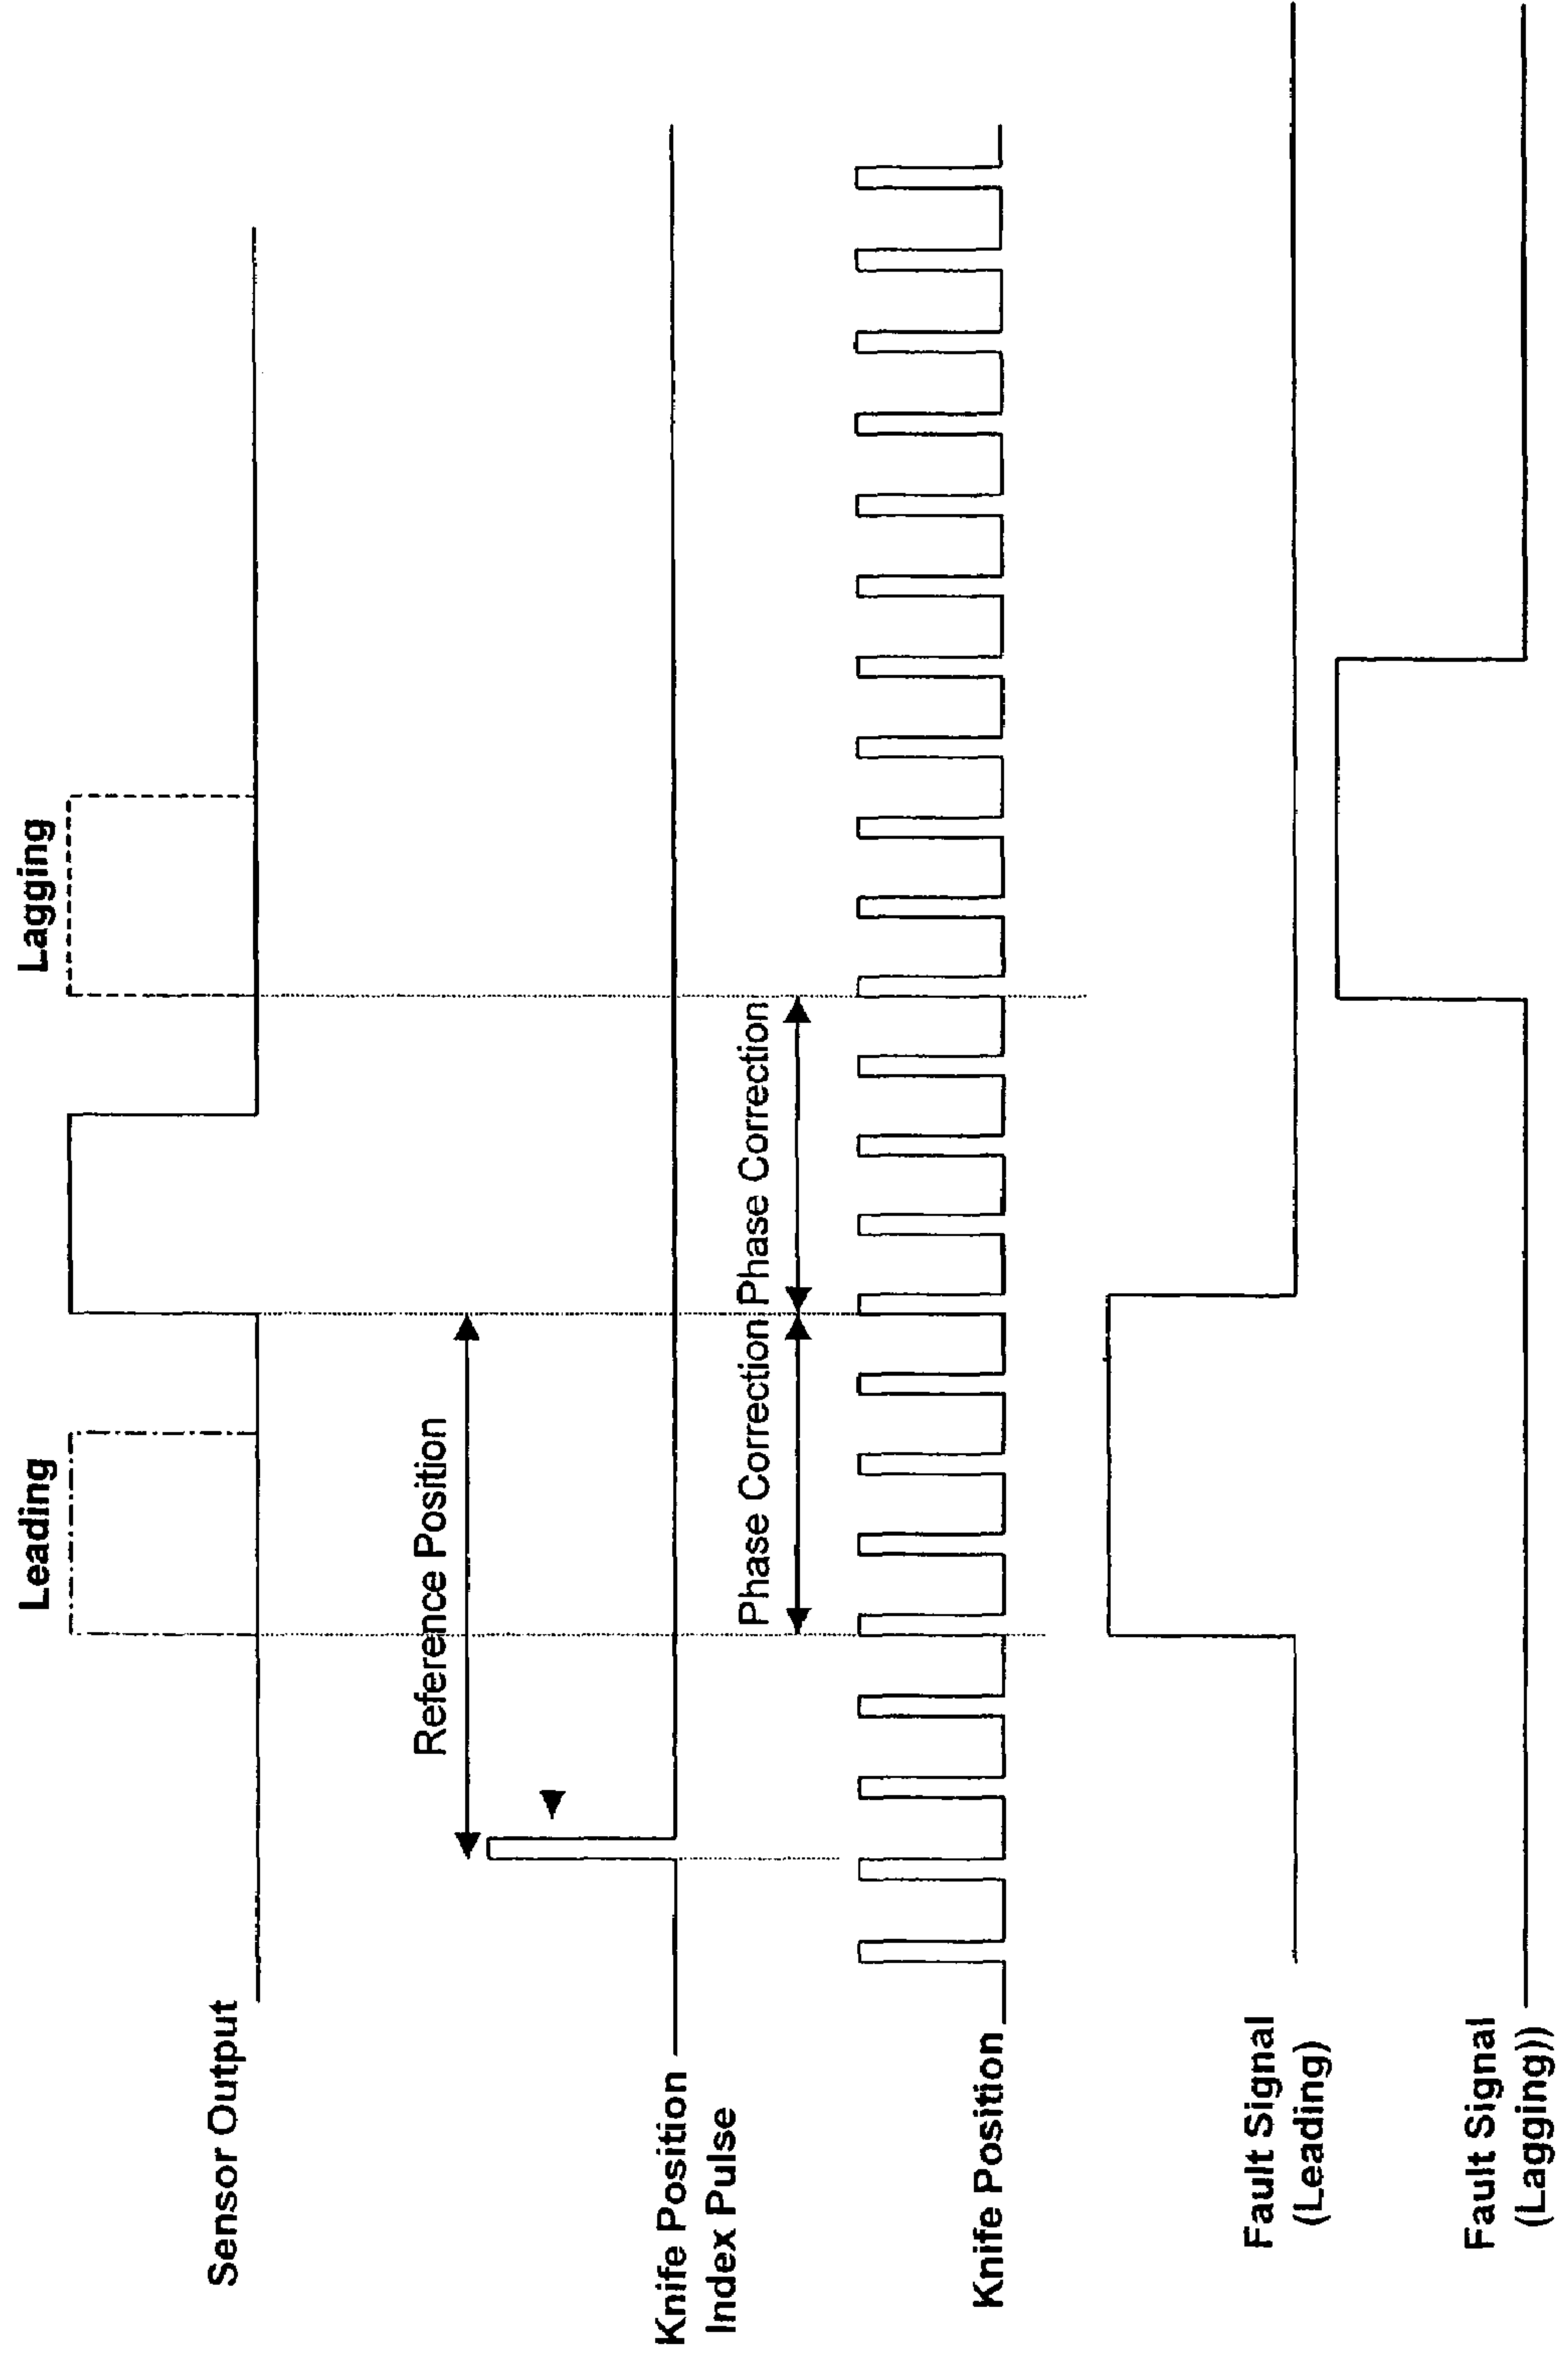 Leading
Lagging
Sensor Output
Reference Position
Knife Position
Index Pulse
Phase Correction
Phase Correction
Knife Position
Fault Signal
(Leading)
Fault Signal
(Lagging))